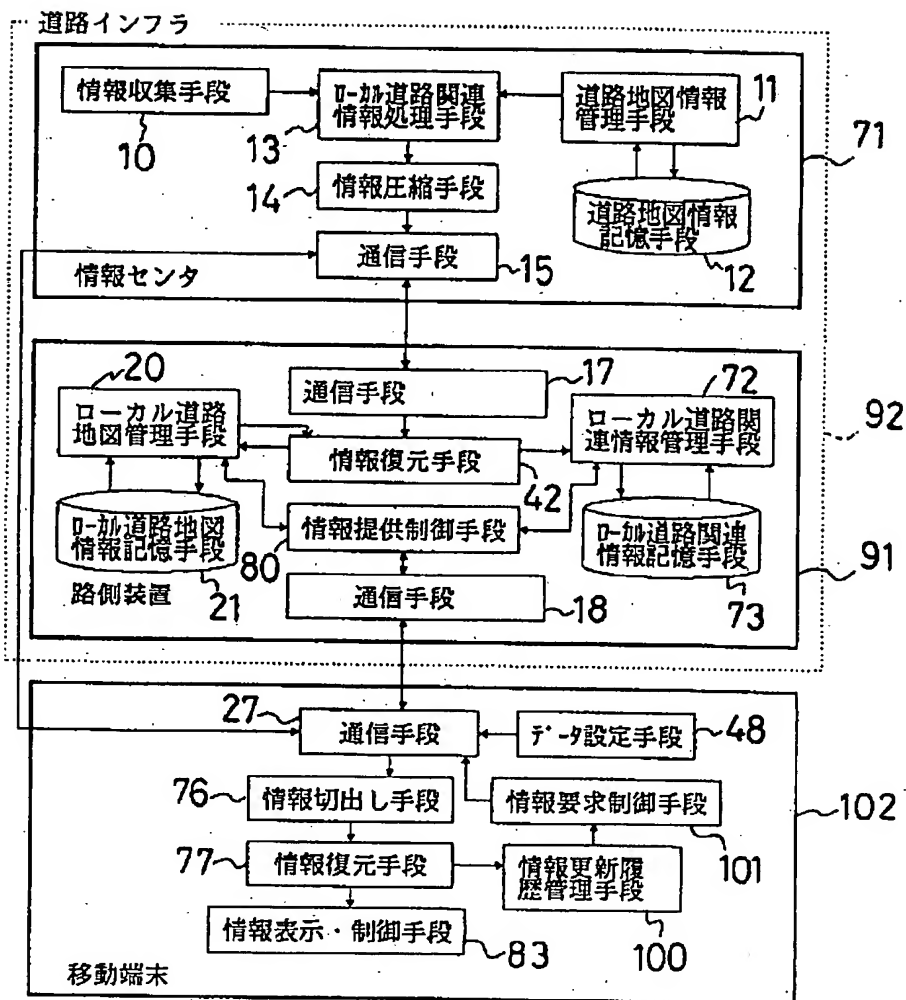 道路インフラ
情報収集手段
10
ローカル道路関連
情報処理手段
13
道路地図情報
管理手段
11
71
14
情報圧縮手段
道路地図情報
記憶手段
12
通信手段
15
情報センタ
20
通信手段
17
72
ローカル道路
地図管理手段
ローカル道路関
連情報管理手段
92
情報復元手段
42
ローカル道路地図
情報記憶手段
21
情報提供制御手段
80
ローカル道路関連
情報記憶手段
73
91
路側装置
通信手段
18
27
通信手段
データ設定手段
48
76
情報切出し手段
情報要求制御手段
101
102
77
情報復元手段
情報更新履
歴管理手段
100
情報表示・制御手段
83
移動端末